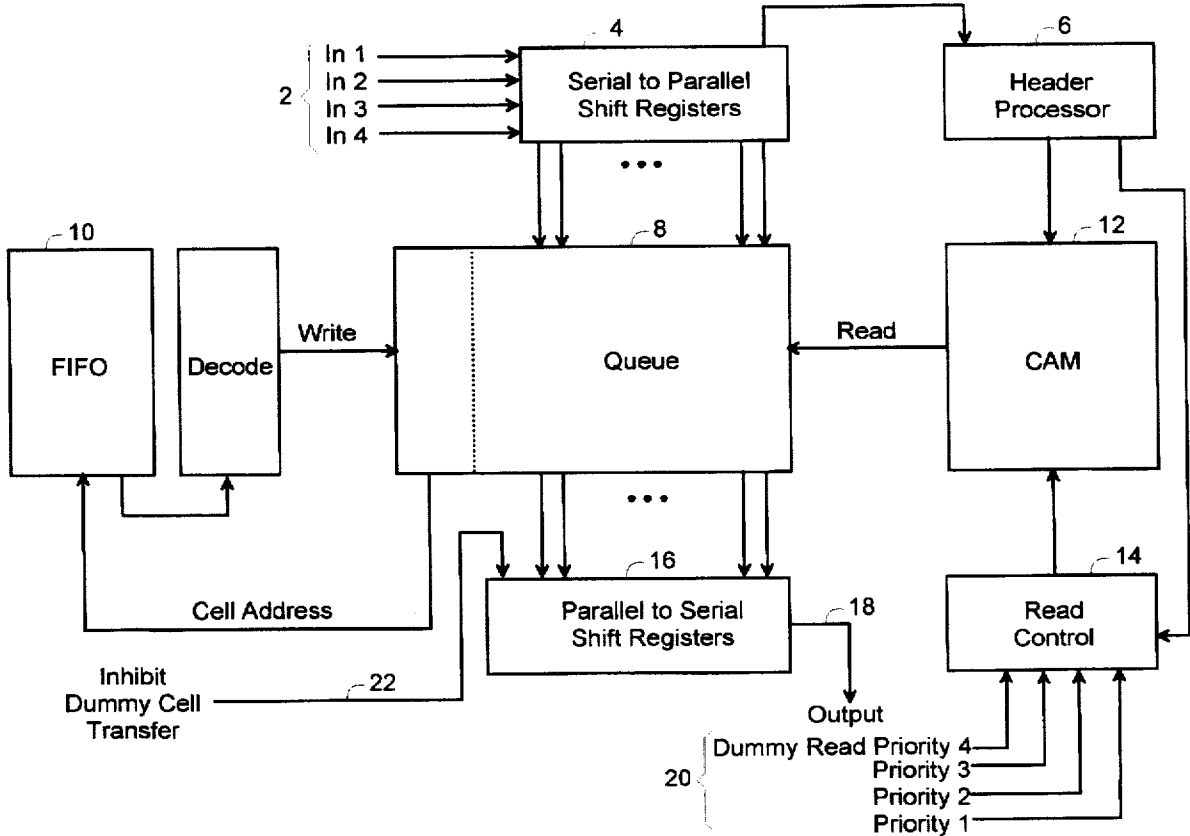 4
6
In 1
In 2
In 3
In 4
2
Serial to Parallel
Shift Registers
Header
Processor
10
8
12
FIFO
Decode
Write
Queue
Read
CAM
16
14
Cell Address
Parallel to Serial
Shift Registers
18
Read
Control
Inhibit
Dummy Cell
Transfer
22
Output
20
Dummy Read Priority 4
Priority 3
Priority 2
Priority 1